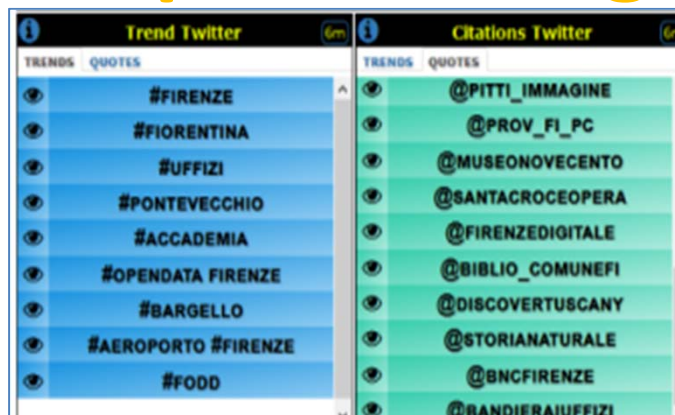 Trend Twitter
6m
TRENDS QUOTES
#FIRENZE
#FIORENTINA
#UFFIZI
#PONTEVECCHIO
#ACCADEMIA
#OPENDATA FIRENZE
#BARGELLO
#AEROPORTO #FIRENZE
#FODD
Citations Twitter
TRENDS QUOTES
@PITTI_IMMAGINE
@PROV_FI_PC
@MUSEONOVECENTO
@SANTACROCEOPERA
@FIRENZEDIGITALE
@BIBLIO_COMUNEFI
@DISCOVERTUSCANY
@STORIANATURALE
@BNCFIRENZE
@BANDIERAIUFFIZI